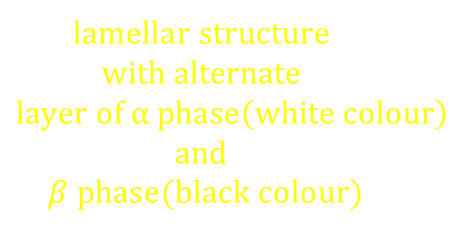 lamellar structure
with alternate
layer of α phase(white colour)
and
β phase(black colour)